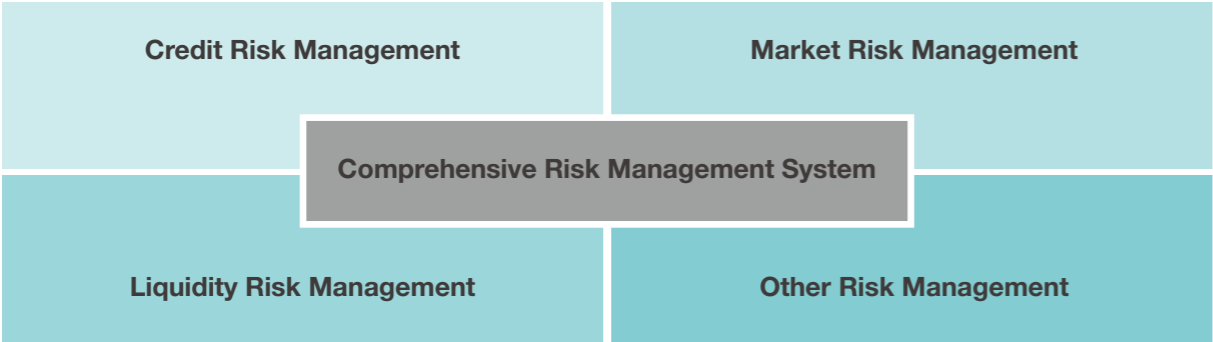 Credit Risk Management
Market Risk Management
Comprehensive Risk Management System
Liquidity Risk Management
Other Risk Management